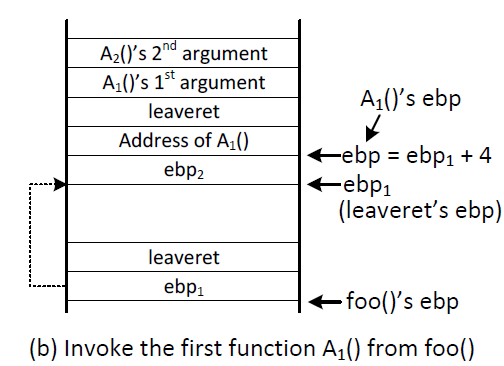 A₂()'s 2ⁿᵈ argument
A₁()'s 1ˢᵗ argument
leaveret
Address of A₁()
ebp₂
leaveret
ebp₁
A₁()'s ebp
ebp = ebp₁ + 4
ebp₁
(leaveret's ebp)
foo()'s ebp
(b) Invoke the first function A₁() from foo()